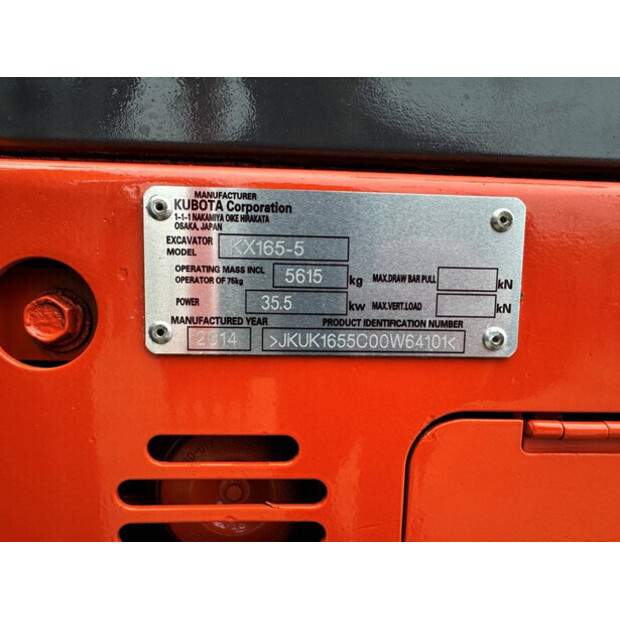 MANUFACTURER
KUBOTA Corporation
1-1-1 NAKAMIYA OIKE HIRAKATA
OSAKA, JAPAN
EXCAVATOR MODEL KX165-5
OPERATING MASS INCL OPERATOR OF 75kg 5615 kg MAX.DRAW BAR PULL kN
POWER 35.5 kw MAX.VERT.LOAD kN
MANUFACTURED YEAR PRODUCT IDENTIFICATION NUMBER
2014 >JKUK1655C00W64101<